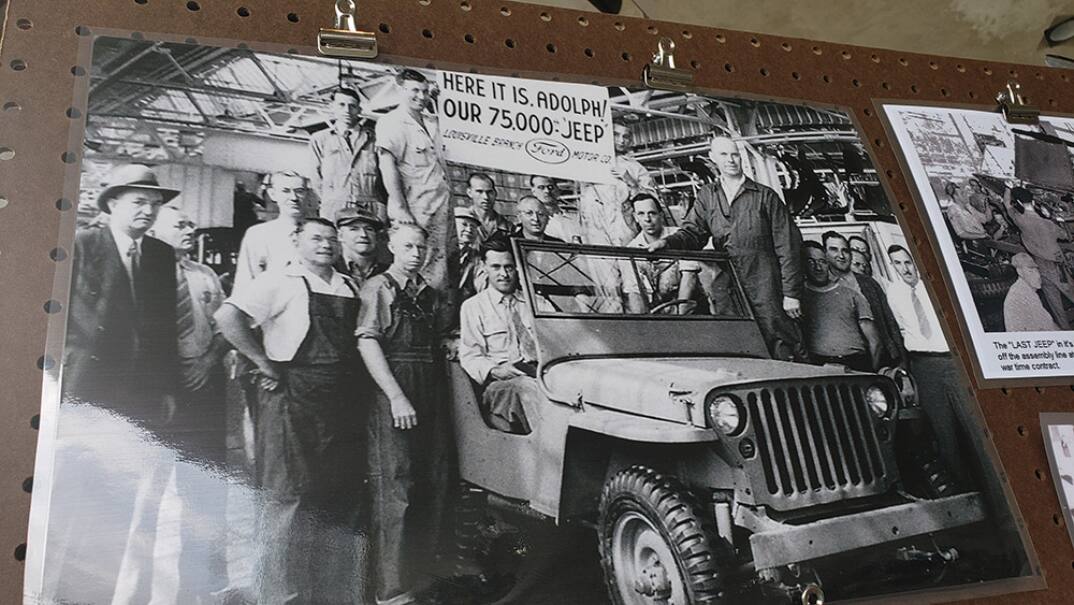 HERE IT IS, ADOLPH!
OUR 75,000TH 'JEEP'
LOUISVILLE BRANCH Ford MOTOR CO.
The "LAST JEEP" in it's
off the assembly line a
war time contract.